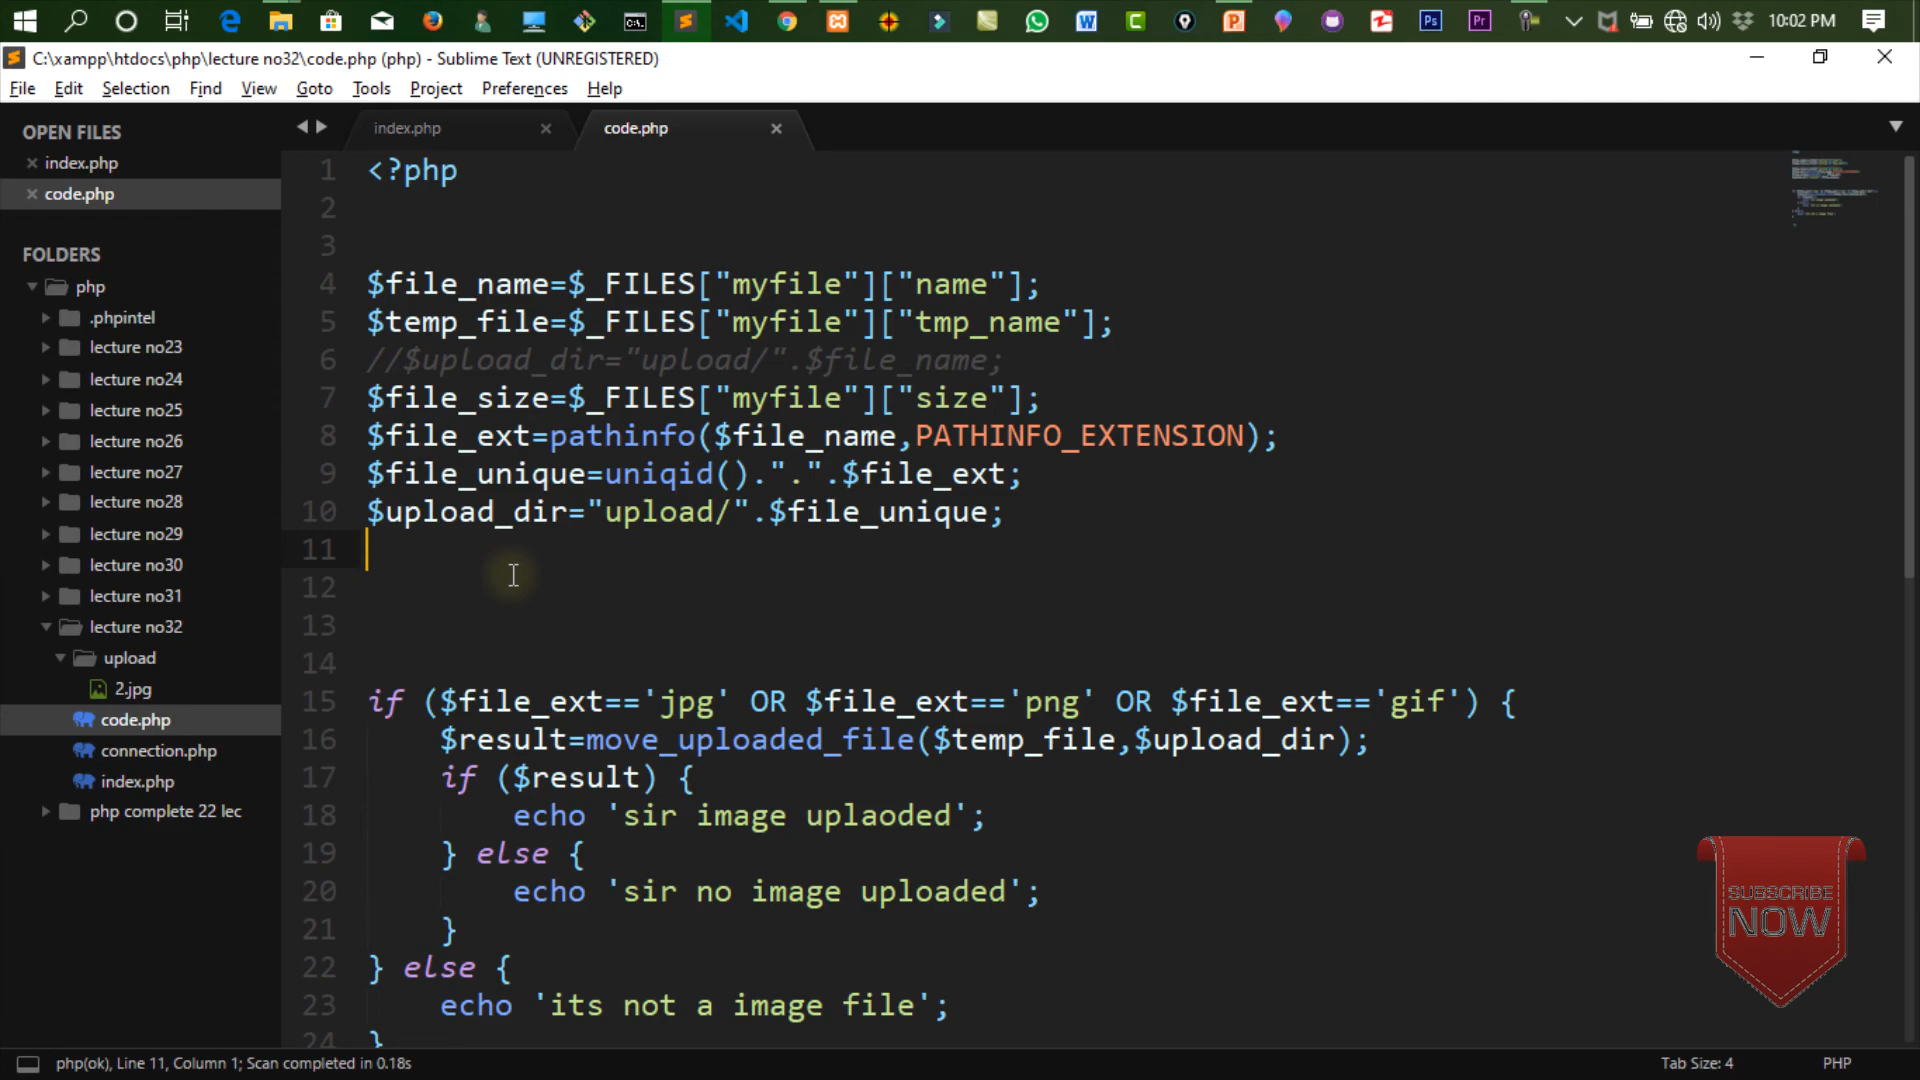 10:02 PM
C:\xampp\htdocs\php\lecture no32\code.php (php) - Sublime Text (UNREGISTERED)
File Edit Selection Find View Goto Tools Project Preferences Help
OPEN FILES
index.php
code.php
FOLDERS
php
.phpintel
lecture no23
lecture no24
lecture no25
lecture no26
lecture no27
lecture no28
lecture no29
lecture no30
lecture no31
lecture no32
upload
2.jpg
code.php
connection.php
index.php
php complete 22 lec
index.php code.php
1 <?php
2
3
4 $file_name=$_FILES["myfile"]["name"];
5 $temp_file=$_FILES["myfile"]["tmp_name"];
6 //$upload_dir="upload/".$file_name;
7 $file_size=$_FILES["myfile"]["size"];
8 $file_ext=pathinfo($file_name,PATHINFO_EXTENSION);
9 $file_unique=uniqid().".".$file_ext;
10 $upload_dir="upload/".$file_unique;
11
12
13
14
15 if ($file_ext=='jpg' OR $file_ext=='png' OR $file_ext=='gif') {
16 $result=move_uploaded_file($temp_file,$upload_dir);
17 if ($result) {
18 echo 'sir image uplaoded';
19 } else {
20 echo 'sir no image uploaded';
21 }
22 } else {
23 echo 'its not a image file';
24 }
SUBSCRIBE
NOW
php(ok), Line 11, Column 1; Scan completed in 0.18s
Tab Size: 4 PHP